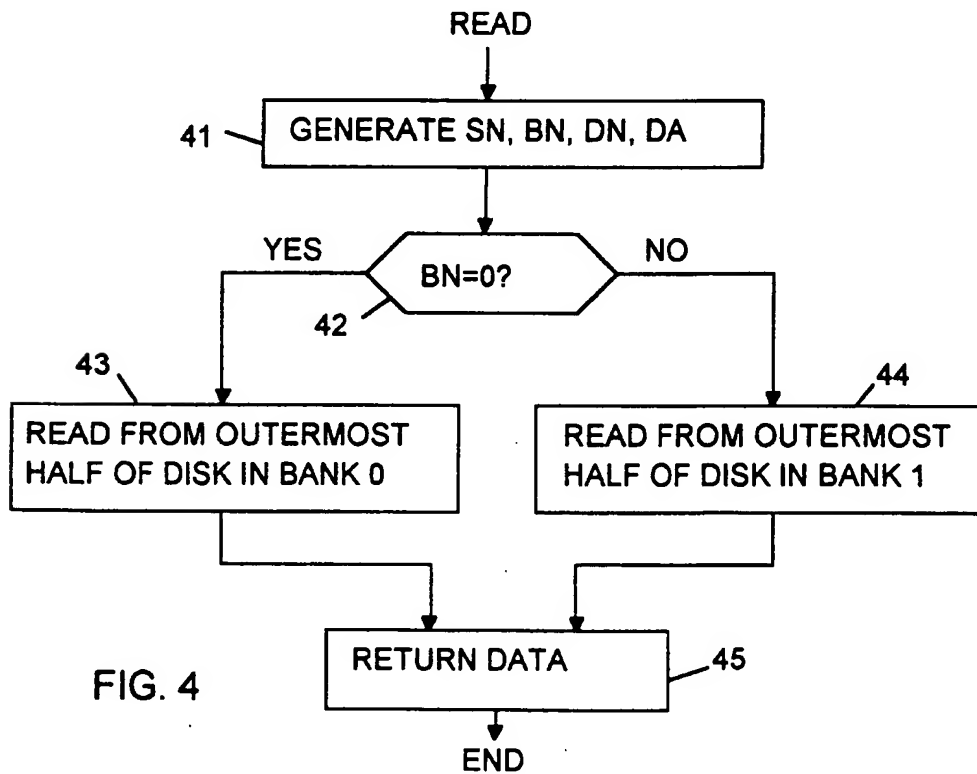 READ
41
GENERATE SN, BN, DN, DA
YES
BN=0?
NO
42
43
44
READ FROM OUTERMOST
HALF OF DISK IN BANK 0
READ FROM OUTERMOST
HALF OF DISK IN BANK 1
RETURN DATA
45
FIG. 4
END